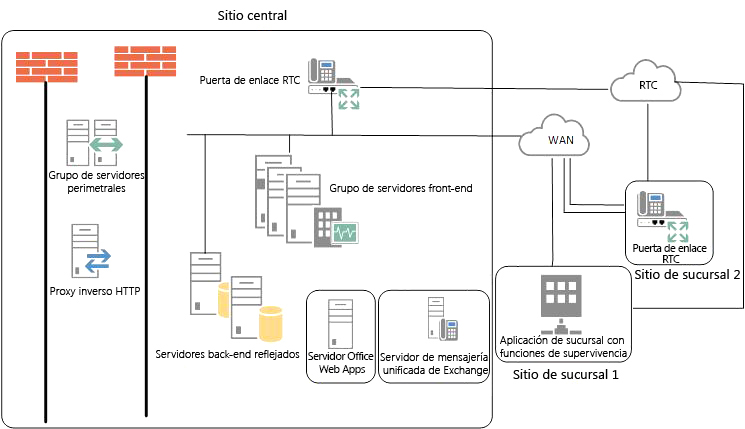 Sitio central
Puerta de enlace RTC
RTC
WAN
Grupo de servidores
perimetrales
Grupo de servidores front-end
Puerta de enlace
RTC
Sitio de sucursal 2
Proxy inverso HTTP
Servidores back-end reflejados
Servidor Office
Web Apps
Servidor de mensajería
unificada de Exchange
Aplicación de sucursal con
funciones de supervivencia
Sitio de sucursal 1